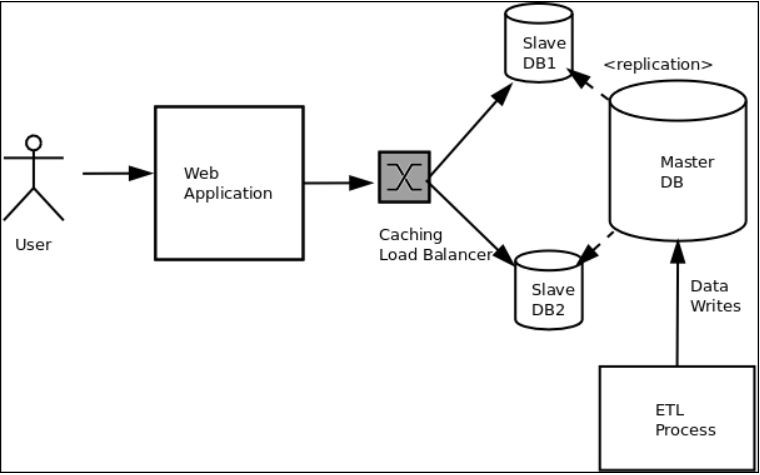 Slave
DB1
<replication>
Master
DB
Web
Application
User
Caching
Load Balancer
Slave
DB2
Data
Writes
ETL
Process